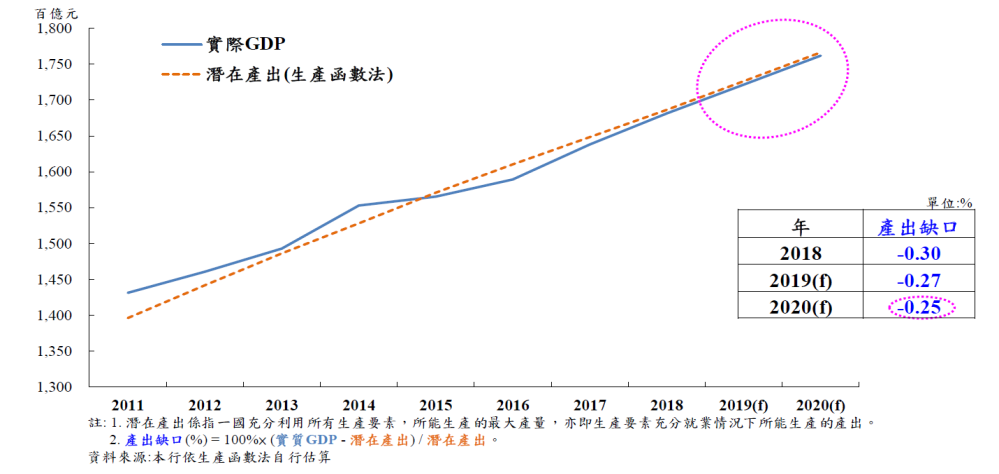 百億元
1,800
1,750
1,700
1,650
1,600
1,550
1,500
1,450
1,400
1,350
1,300
實際GDP
潛在產出(生產函數法)
單位:%
年 產出缺口
2018 -0.30
2019(f) -0.27
2020(f) -0.25
2011 2012 2013 2014 2015 2016 2017 2018 2019(f) 2020(f)
註: 1. 潛在產出係指一國充分利用所有生產要素，所能生產的最大產量，亦即生產要素充分就業情況下所能生產的產出。
2. 產出缺口(%) = 100%x (實質GDP - 潛在產出) / 潛在產出。
資料來源:本行依生產函數法自行估算